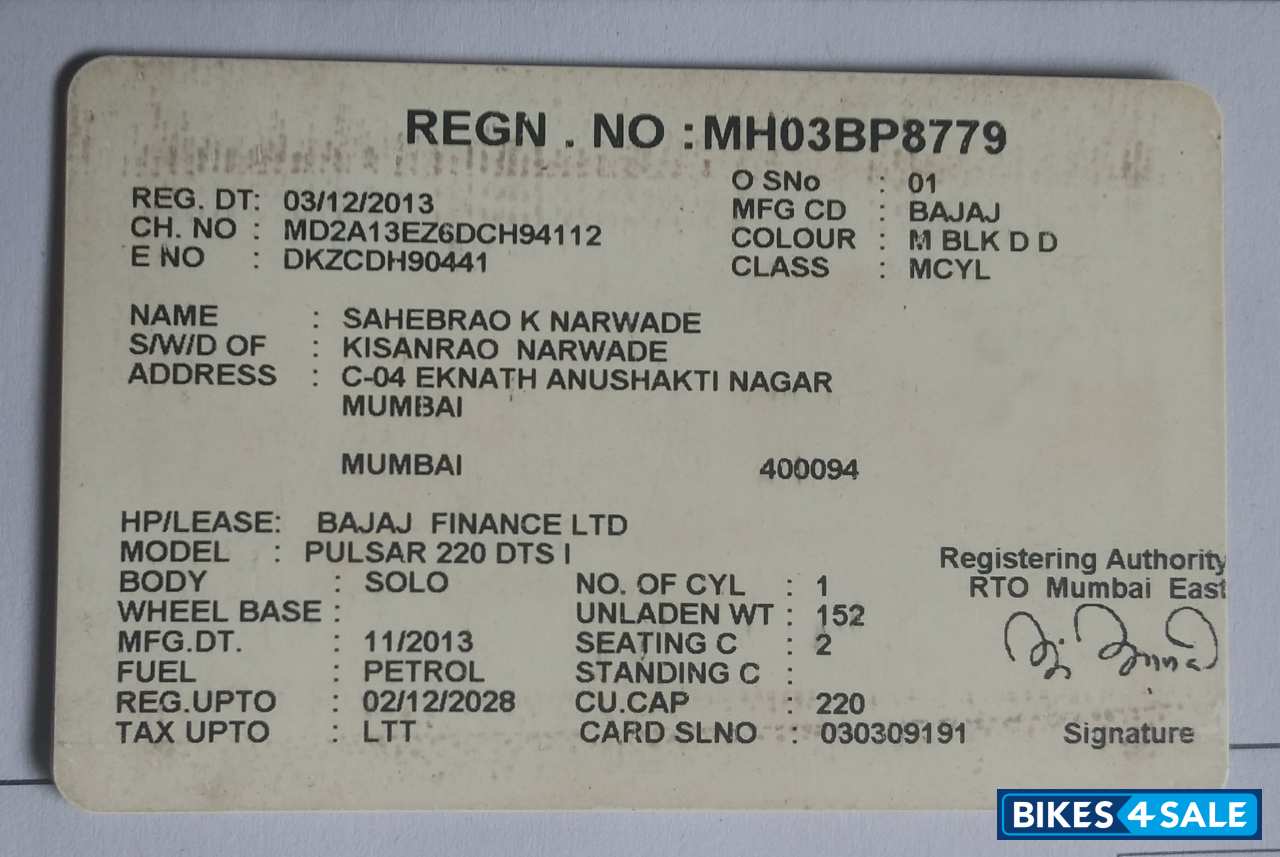 REGN . NO : MH03BP8779
REG. DT: 03/12/2013
CH. NO : MD2A13EZ6DCH94112
E NO : DKZCDH90441
O SNo : 01
MFG CD : BAJAJ
COLOUR : M BLK D D
CLASS : MCYL
NAME : SAHEBRAO K NARWADE
S/W/D OF : KISANRAO NARWADE
ADDRESS : C-04 EKNATH ANUSHAKTI NAGAR
MUMBAI
MUMBAI 400094
HP/LEASE: BAJAJ FINANCE LTD
MODEL : PULSAR 220 DTS I
BODY : SOLO NO. OF CYL : 1
WHEEL BASE : UNLADEN WT : 152
MFG.DT. : 11/2013 SEATING C : 2
FUEL : PETROL STANDING C :
REG.UPTO : 02/12/2028 CU.CAP : 220
TAX UPTO : LTT CARD SLNO : 030309191
Registering Authority
RTO Mumbai East
Signature
BIKES4SALE